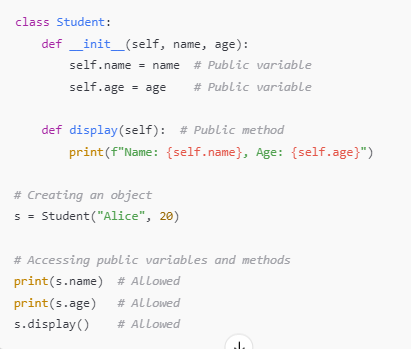 class Student:
    def __init__(self, name, age):
        self.name = name  # Public variable
        self.age = age    # Public variable

    def display(self):  # Public method
        print(f"Name: {self.name}, Age: {self.age}")

# Creating an object
s = Student("Alice", 20)

# Accessing public variables and methods
print(s.name)  # Allowed
print(s.age)   # Allowed
s.display()    # Allowed